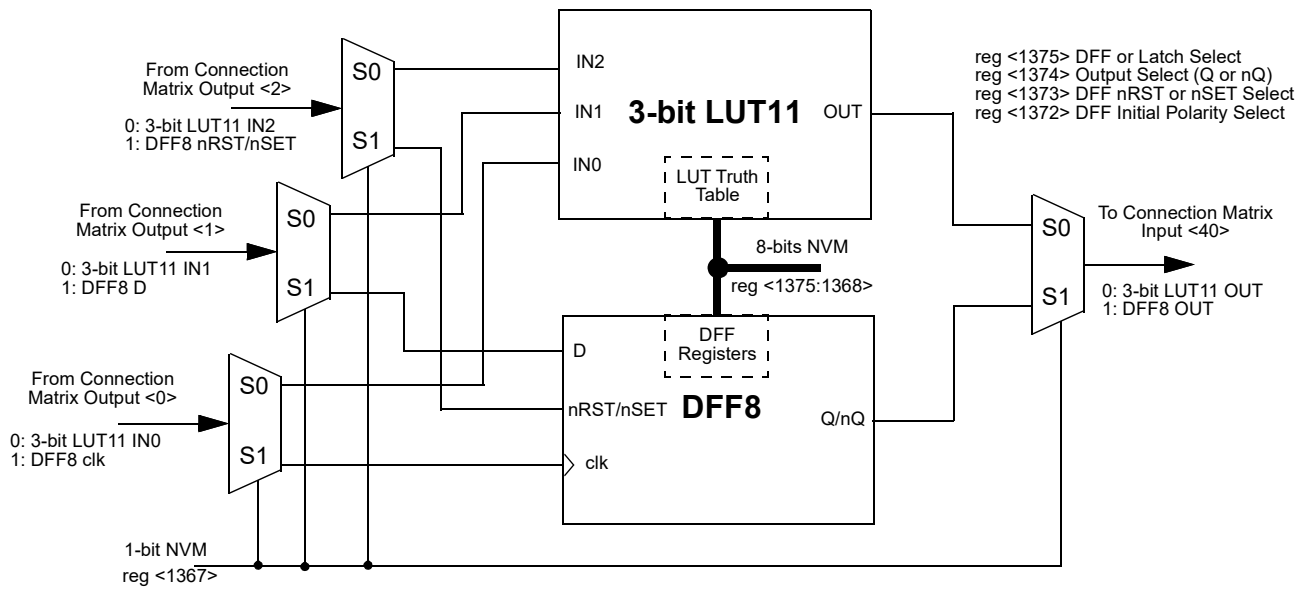 From Connection
Matrix Output <2>
0: 3-bit LUT11 IN2
1: DFF8 nRST/nSET
S0
S1
From Connection
Matrix Output <1>
0: 3-bit LUT11 IN1
1: DFF8 D
S0
S1
From Connection
Matrix Output <0>
0: 3-bit LUT11 IN0
1: DFF8 clk
S0
S1
1-bit NVM
reg <1367>
IN2
IN1
IN0
3-bit LUT11
OUT
LUT Truth
Table
8-bits NVM
reg <1375:1368>
DFF
Registers
D
nRST/nSET
clk
DFF8
Q/nQ
reg <1375> DFF or Latch Select
reg <1374> Output Select (Q or nQ)
reg <1373> DFF nRST or nSET Select
reg <1372> DFF Initial Polarity Select
S0
S1
To Connection Matrix
Input <40>
0: 3-bit LUT11 OUT
1: DFF8 OUT